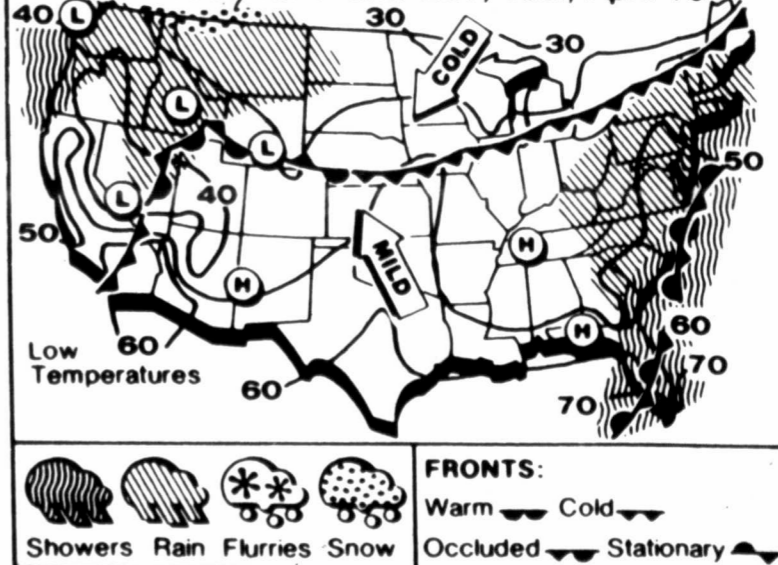 40 L 30
30
COLD
L
L
40
50
L
50
MILD
H
H
H
60
60
Low
Temperatures
60
70
70
FRONTS:
Warm Cold
Showers Rain Flurries Snow
Occluded Stationary